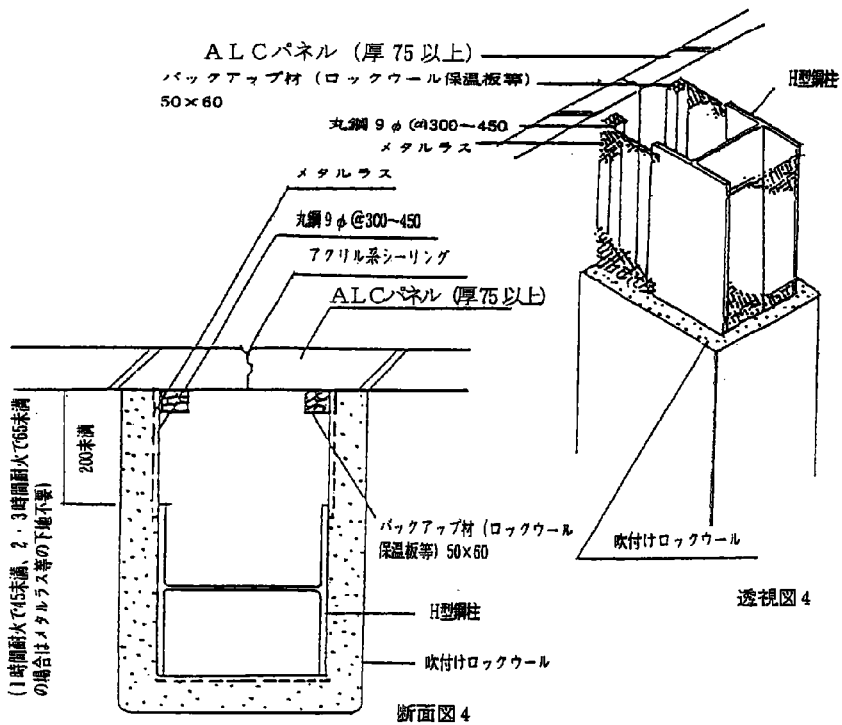 ALCパネル (厚75以上)
バックアップ材 (ロックウール保温板等)
50×60
丸鋼9φ@300~450
メタルラス
H型鋼柱
メタルラス
丸鋼9φ@300~450
アクリル系シーリング
ALCパネル (厚75以上)
200未満
(1時間耐火で45未満、2・3時間耐火で65未満
の場合はメタルラス等の下地不要)
バックアップ材 (ロックウール
保温板等) 50×60
H型鋼柱
吹付けロックウール
断面図4
吹付けロックウール
透視図4